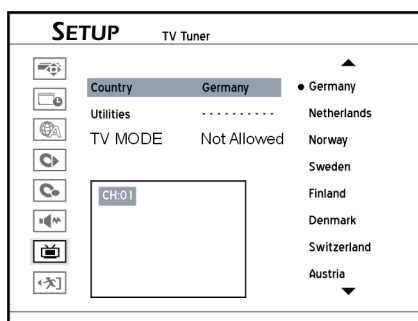 SETUP TV Tuner
Country Germany
Utilities - - - - - - - - - -
TV MODE Not Allowed
CH:01
Germany
Netherlands
Norway
Sweden
Finland
Denmark
Switzerland
Austria